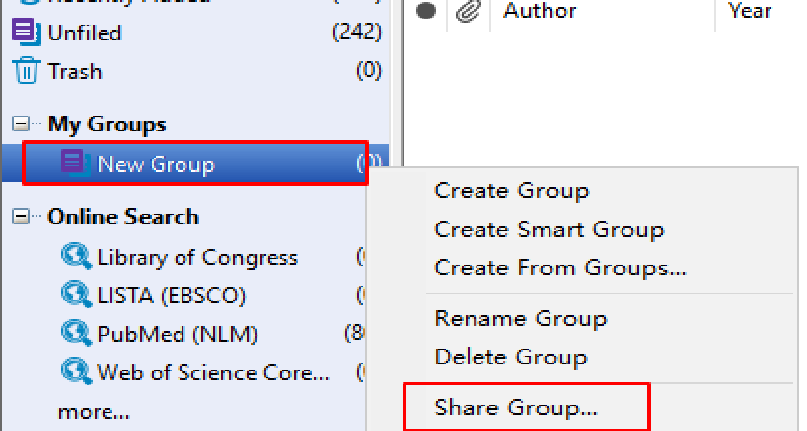 Recently Added
Author Year
Unfiled (242)
Trash (0)
My Groups
New Group (0)
Online Search
Library of Congress
LISTA (EBSCO)
PubMed (NLM) (8
Web of Science Core...
more...
Create Group
Create Smart Group
Create From Groups...
Rename Group
Delete Group
Share Group...